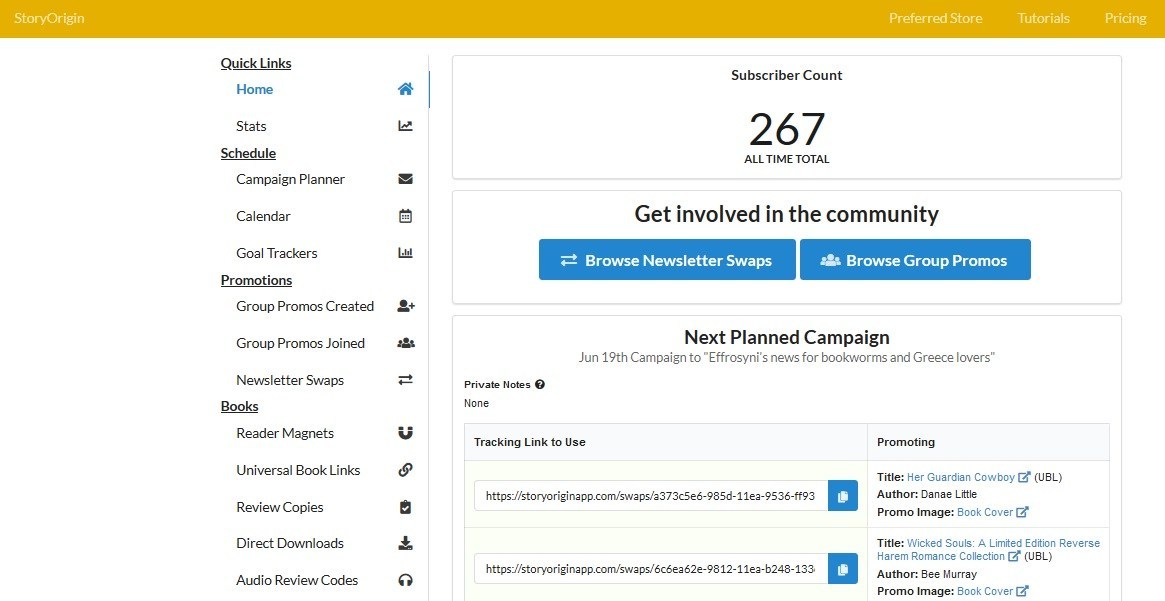 StoryOrigin
Preferred Store
Tutorials
Pricing
Quick Links
Home
Stats
Schedule
Campaign Planner
Calendar
Goal Trackers
Promotions
Group Promos Created
Group Promos Joined
Newsletter Swaps
Books
Reader Magnets
Universal Book Links
Review Copies
Direct Downloads
Audio Review Codes
Subscriber Count
267
ALL TIME TOTAL
Get involved in the community
Browse Newsletter Swaps
Browse Group Promos
Next Planned Campaign
Jun 19th Campaign to "Effrosyni's news for bookworms and Greece lovers"
Private Notes
None
Tracking Link to Use
Promoting
https://storyoriginapp.com/swaps/a373c5e6-985d-11ea-9536-ff93
Title: Her Guardian Cowboy (UBL)
Author: Danae Little
Promo Image: Book Cover
https://storyoriginapp.com/swaps/6c6ea62e-9812-11ea-b248-133
Title: Wicked Souls: A Limited Edition Reverse
Harem Romance Collection (UBL)
Author: Bee Murray
Promo Image: Book Cover